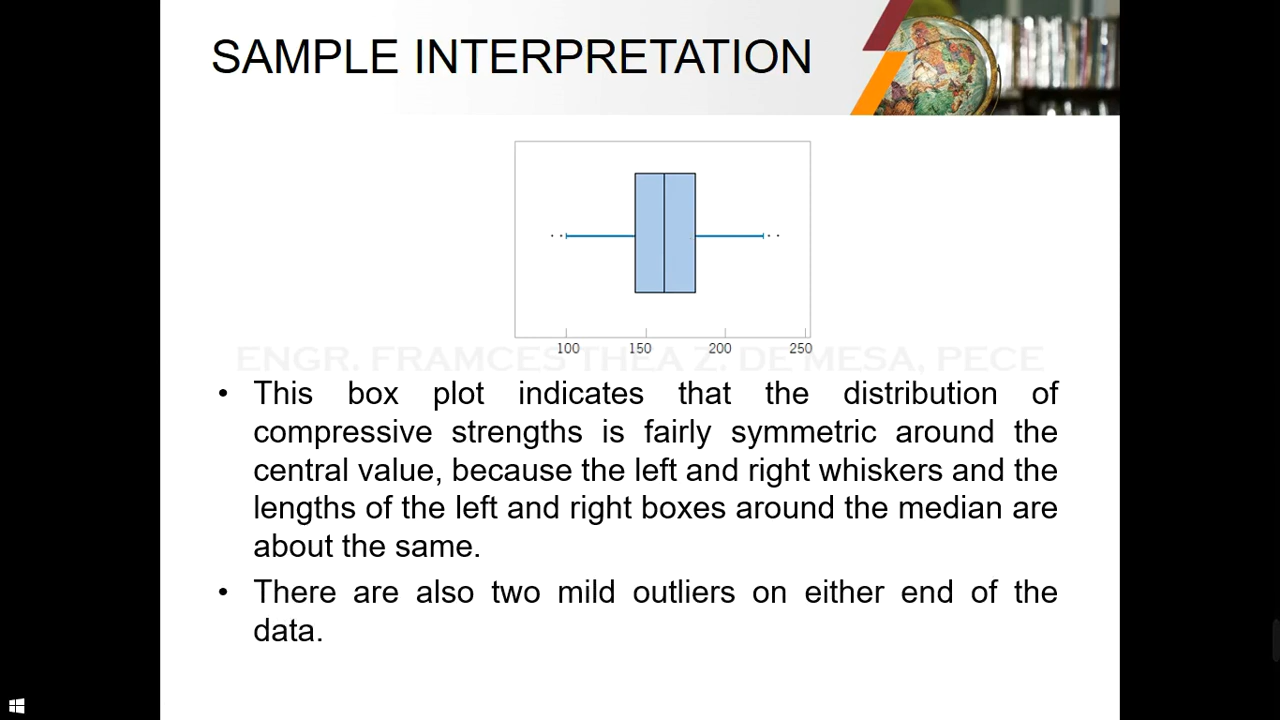 SAMPLE INTERPRETATION
100 150 200 250
ENGR. FRAMCES THEA Z. DE MESA, PECE
• This box plot indicates that the distribution of
compressive strengths is fairly symmetric around the
central value, because the left and right whiskers and the
lengths of the left and right boxes around the median are
about the same.
• There are also two mild outliers on either end of the
data.